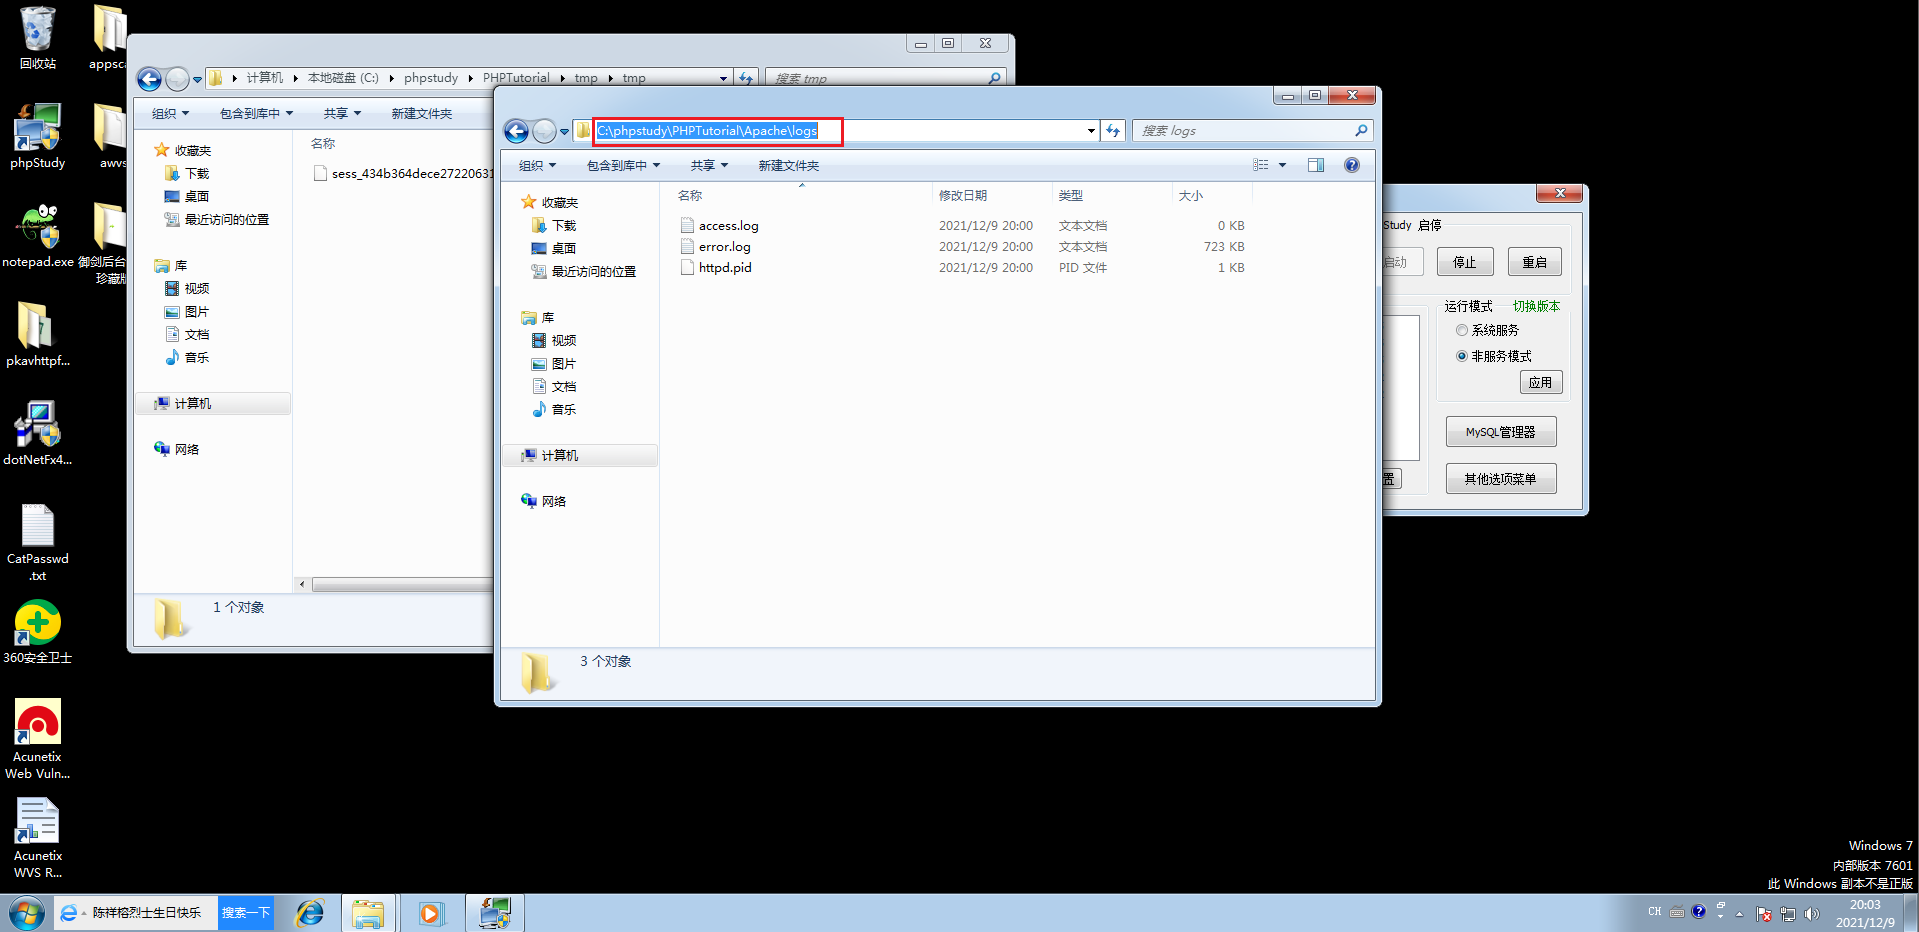 回收站
appsc
phpStudy
awvs
notepad.exe
御剑后台
珍藏版
pkavhttpf...
dotNetFx4...
CatPasswd
.txt
360安全卫士
Acunetix
Web Vuln...
Acunetix
WVS R...
计算机 本地磁盘 (C:) phpstudy PHPTutorial tmp tmp
搜索 tmp
组织 包含到库中 共享 新建文件夹
收藏夹
下载
桌面
最近访问的位置
库
视频
图片
文档
音乐
计算机
网络
名称
sess_434b364dece27220631
1 个对象
C:\phpstudy\PHPTutorial\Apache\logs
搜索 logs
组织 包含到库中 共享 新建文件夹
收藏夹
下载
桌面
最近访问的位置
库
视频
图片
文档
音乐
计算机
网络
名称 修改日期 类型 大小
access.log 2021/12/9 20:00 文本文档 0 KB
error.log 2021/12/9 20:00 文本文档 723 KB
httpd.pid 2021/12/9 20:00 PID 文件 1 KB
3 个对象
Study 启停
启动 停止 重启
运行模式 切换版本
系统服务
非服务模式
应用
MySQL管理器
置 其他选项菜单
Windows 7
内部版本 7601
此 Windows 副本不是正版
陈祥榕烈士生日快乐 搜索一下
CH
20:03
2021/12/9